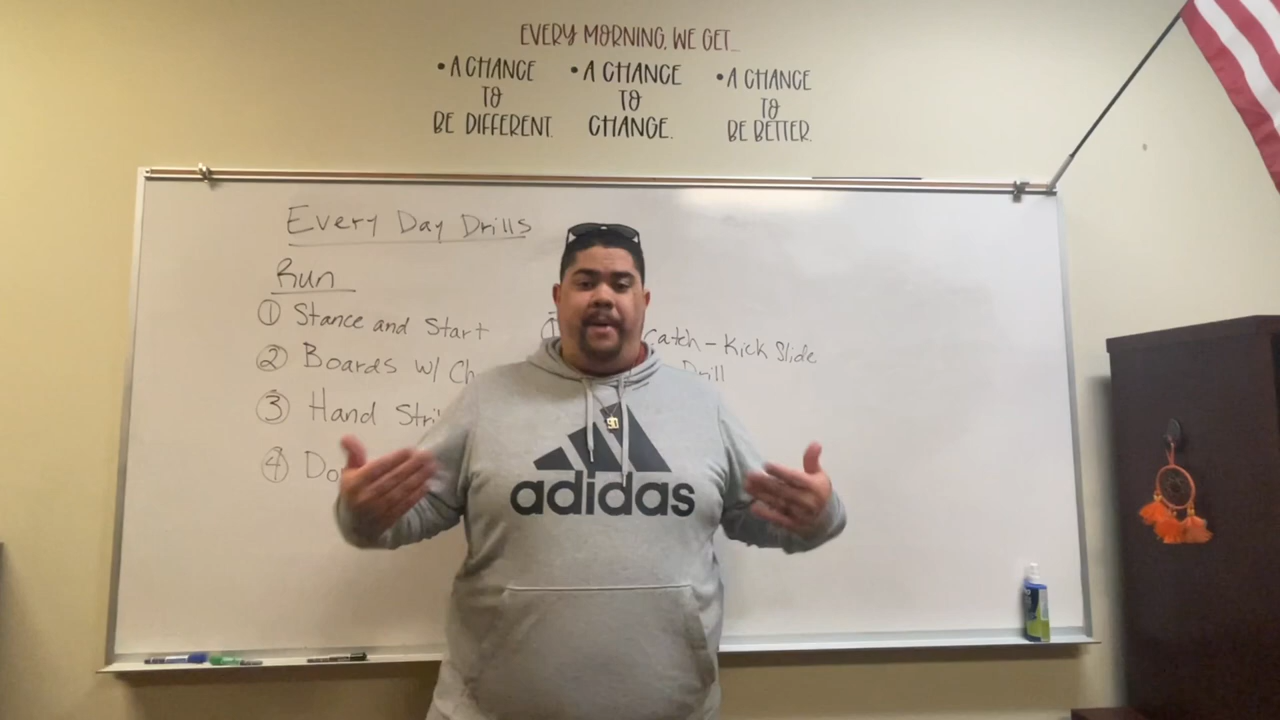 EVERY MORNING, WE GET...
• A CHANCE TO BE DIFFERENT.
• A CHANCE TO CHANGE.
• A CHANCE TO BE BETTER.
Every Day Drills
Run
① Stance and Start
② Boards w/
③ Hand
④
Catch - Kick Slide
Drill
adidas